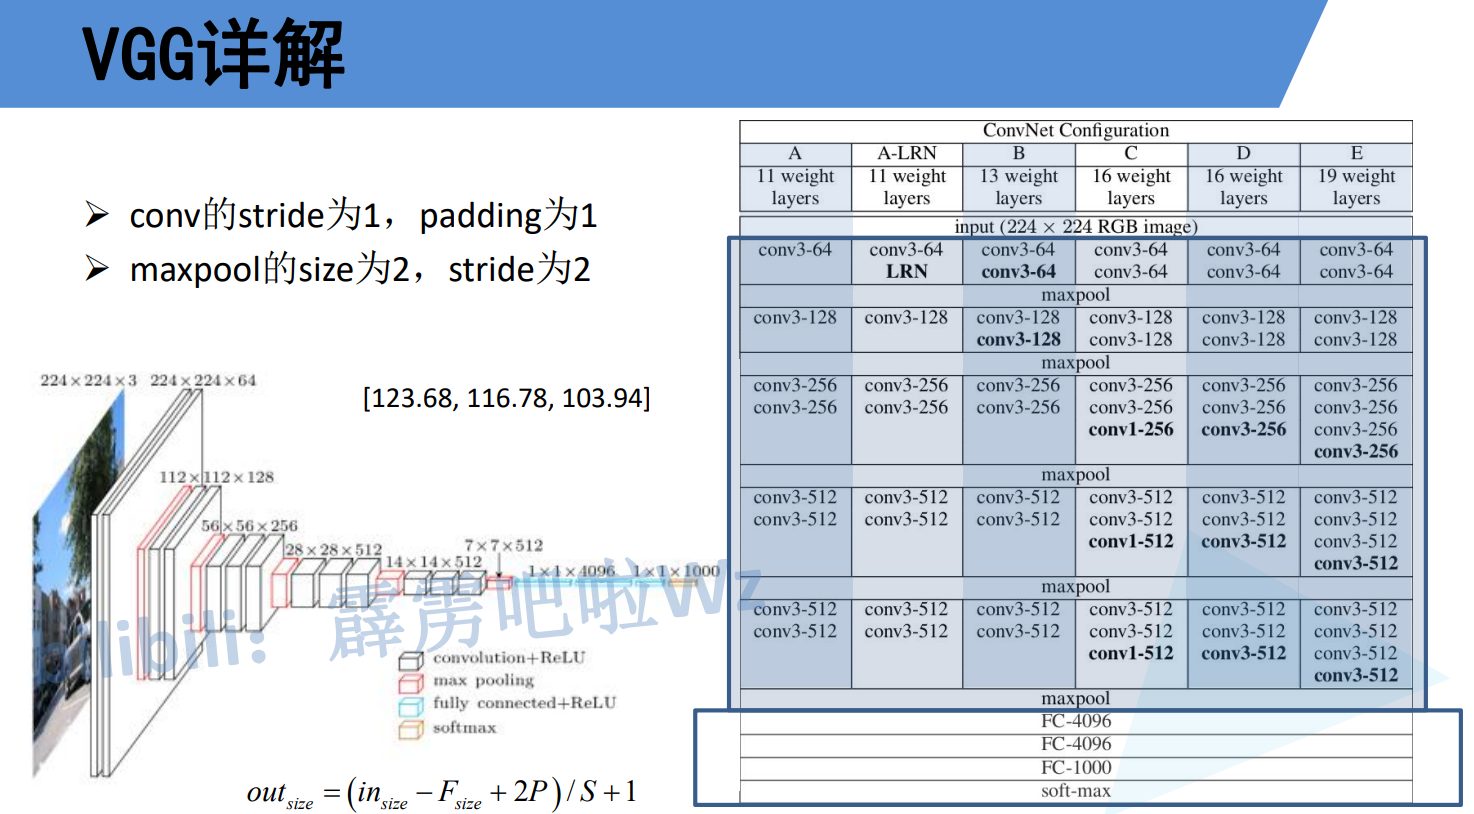 VGG详解
➢ conv的stride为1，padding为1
➢ maxpool的size为2，stride为2
[123.68, 116.78, 103.94]
224×224×3 224×224×64
112×112×128
56×56×256
28×28×512
14×14×512
7×7×512
1×1×4096 1×1×1000
convolution+ReLU
max pooling
fully connected+ReLU
softmax
bilibili: 霹雳吧啦Wz
out_size = (in_size − F_size + 2P) / S + 1
ConvNet Configuration
A A-LRN B C D E
11 weight 11 weight 13 weight 16 weight 16 weight 19 weight
layers layers layers layers layers layers
input (224 × 224 RGB image)
conv3-64 conv3-64 conv3-64 conv3-64 conv3-64 conv3-64
LRN conv3-64 conv3-64 conv3-64 conv3-64
maxpool
conv3-128 conv3-128 conv3-128 conv3-128 conv3-128 conv3-128
conv3-128 conv3-128 conv3-128 conv3-128
maxpool
conv3-256 conv3-256 conv3-256 conv3-256 conv3-256 conv3-256
conv3-256 conv3-256 conv3-256 conv3-256 conv3-256 conv3-256
conv1-256 conv3-256 conv3-256
conv3-256
maxpool
conv3-512 conv3-512 conv3-512 conv3-512 conv3-512 conv3-512
conv3-512 conv3-512 conv3-512 conv3-512 conv3-512 conv3-512
conv1-512 conv3-512 conv3-512
conv3-512
maxpool
conv3-512 conv3-512 conv3-512 conv3-512 conv3-512 conv3-512
conv3-512 conv3-512 conv3-512 conv3-512 conv3-512 conv3-512
conv1-512 conv3-512 conv3-512
conv3-512
maxpool
FC-4096
FC-4096
FC-1000
soft-max